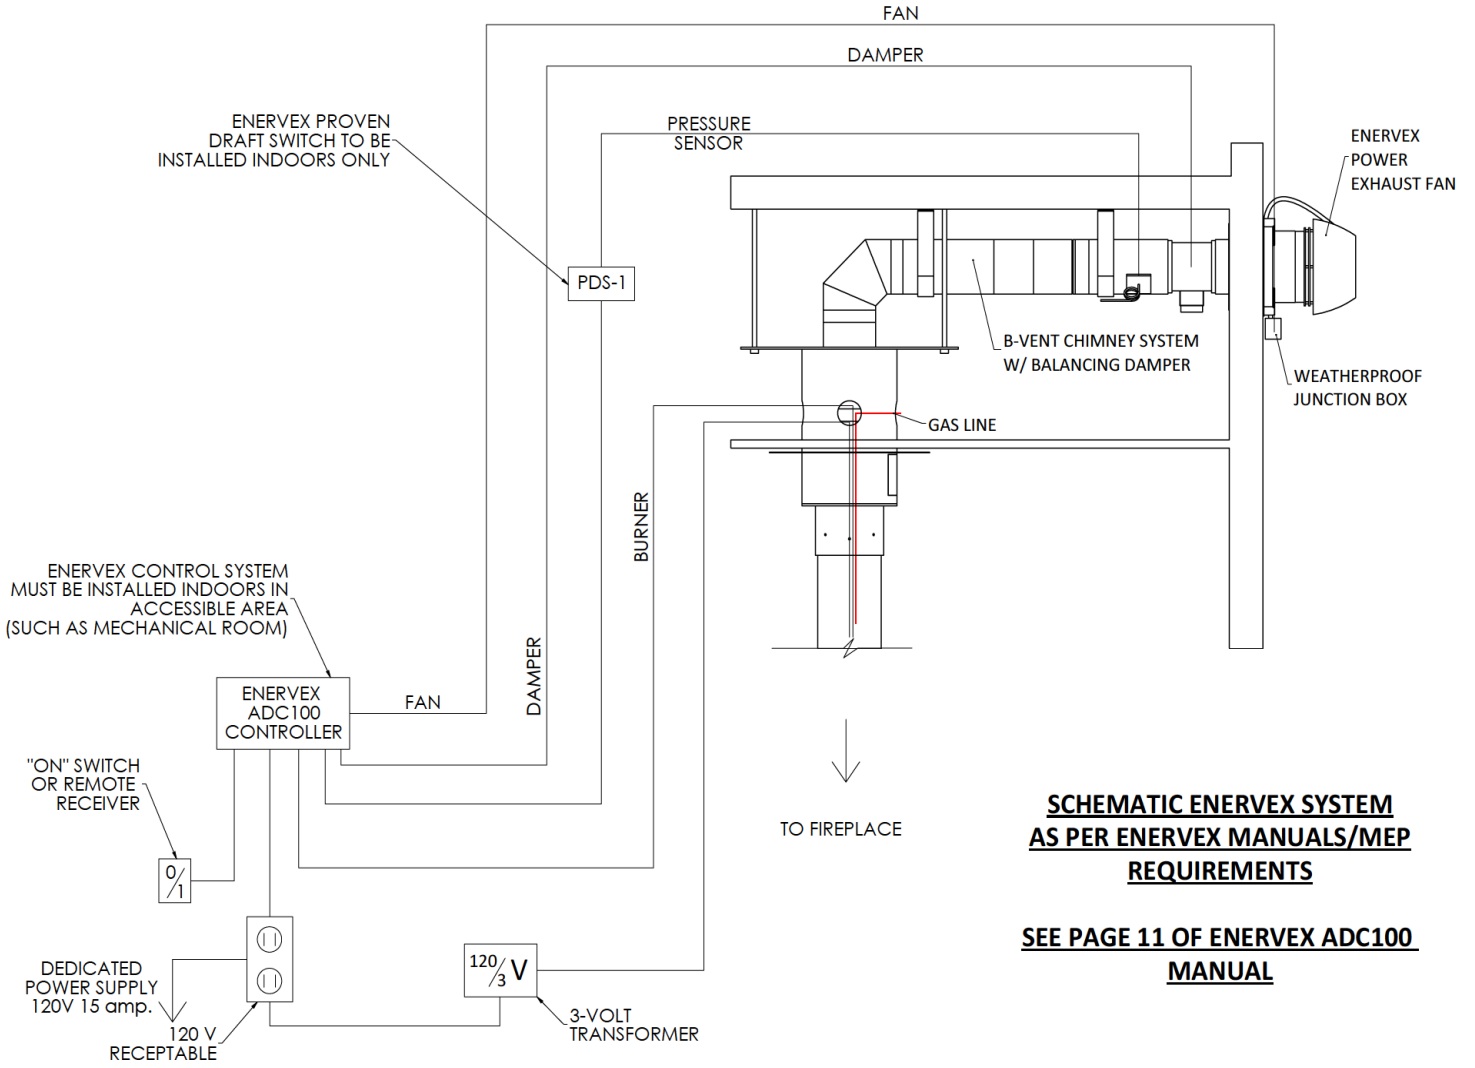 FAN
DAMPER
PRESSURE
SENSOR
ENERVEX PROVEN
DRAFT SWITCH TO BE
INSTALLED INDOORS ONLY
ENERVEX
POWER
EXHAUST FAN
PDS-1
B-VENT CHIMNEY SYSTEM
W/ BALANCING DAMPER
WEATHERPROOF
JUNCTION BOX
GAS LINE
BURNER
ENERVEX CONTROL SYSTEM
MUST BE INSTALLED INDOORS IN
ACCESSIBLE AREA
(SUCH AS MECHANICAL ROOM)
DAMPER
ENERVEX
ADC100
CONTROLLER
FAN
"ON" SWITCH
OR REMOTE
RECEIVER
0/1
TO FIREPLACE
SCHEMATIC ENERVEX SYSTEM
AS PER ENERVEX MANUALS/MEP
REQUIREMENTS
SEE PAGE 11 OF ENERVEX ADC100
MANUAL
DEDICATED
POWER SUPPLY
120V 15 amp.
120 V
RECEPTABLE
120/3 V
3-VOLT
TRANSFORMER